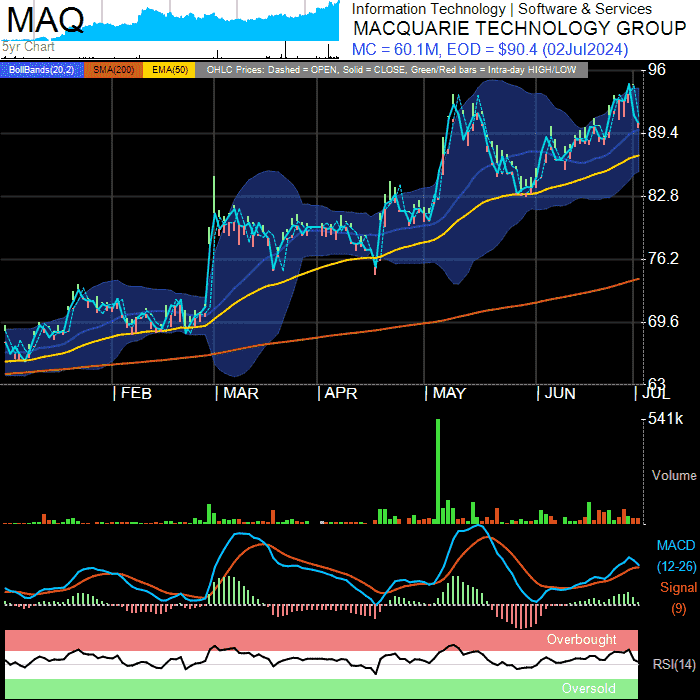 MAQ
5yr Chart
Information Technology | Software & Services
MACQUARIE TECHNOLOGY GROUP
MC = 60.1M, EOD = $90.4 (02Jul2024)
BollBands(20,2) SMA(200) EMA(50) OHLC Prices: Dashed = OPEN, Solid = CLOSE, Green/Red bars = Intra-day HIGH/LOW
96
89.4
82.8
76.2
69.6
63
| FEB | MAR | APR | MAY | JUN | JUL
541k
Volume
MACD
(12-26)
Signal
(9)
Overbought
RSI(14)
Oversold